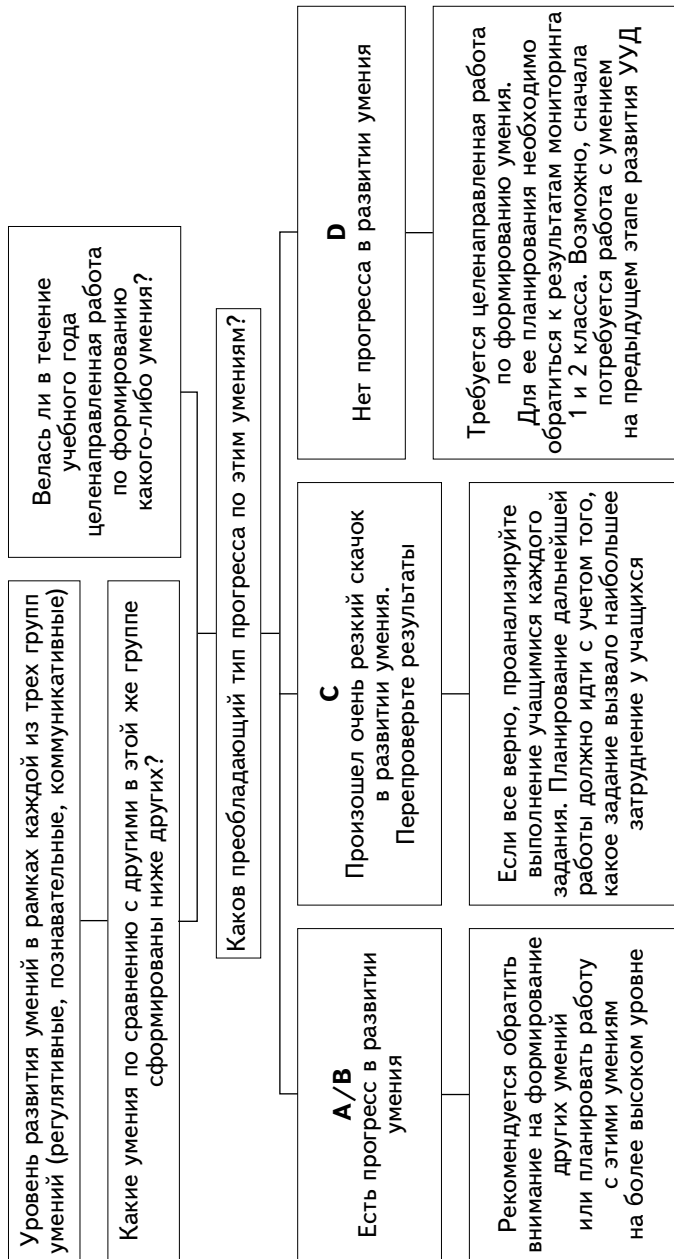 Уровень развития умений в рамках каждой из трех групп
умений (регулятивные, познавательные, коммуникативные)
Какие умения по сравнению с другими в этой же группе
сформированы ниже других?
Велась ли в течение
учебного года
целенаправленная работа
по формированию
какого-либо умения?
Каков преобладающий тип прогресса по этим умениям?
A/B
Есть прогресс в развитии
умения
C
Произошел очень резкий скачок
в развитии умения.
Перепроверьте результаты
D
Нет прогресса в развитии умения
Рекомендуется обратить
внимание на формирование
других умений
или планировать работу
с этими умениям
на более высоком уровне
Если все верно, проанализируйте
выполнение учащимися каждого
задания. Планирование дальнейшей
работы должно идти с учетом того,
какое задание вызвало наибольшее
затруднение у учащихся
Требуется целенаправленная работа
по формированию умения.
Для ее планирования необходимо
обратиться к результатам мониторинга
1 и 2 класса. Возможно, сначала
потребуется работа с умением
на предыдущем этапе развития УУД